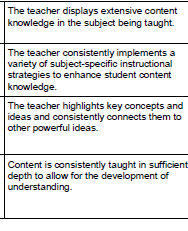 The teacher displays extensive content
knowledge in the subject being taught.
The teacher consistently implements a
variety of subject-specific instructional
strategies to enhance student content
knowledge.
The teacher highlights key concepts and
ideas and consistently connects them to
other powerful ideas.
Content is consistently taught in sufficient
depth to allow for the development of
understanding.